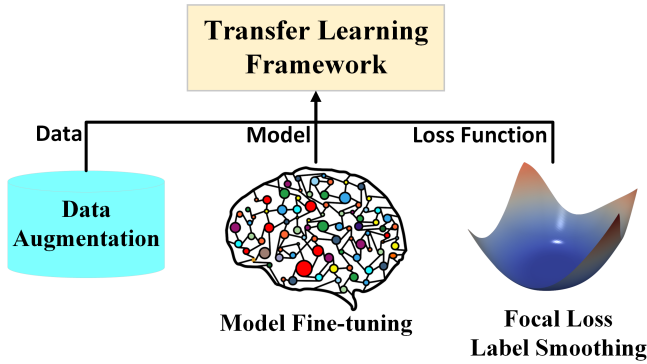 Transfer Learning
Framework
Data
Model
Loss Function
Data
Augmentation
Model Fine-tuning
Focal Loss
Label Smoothing